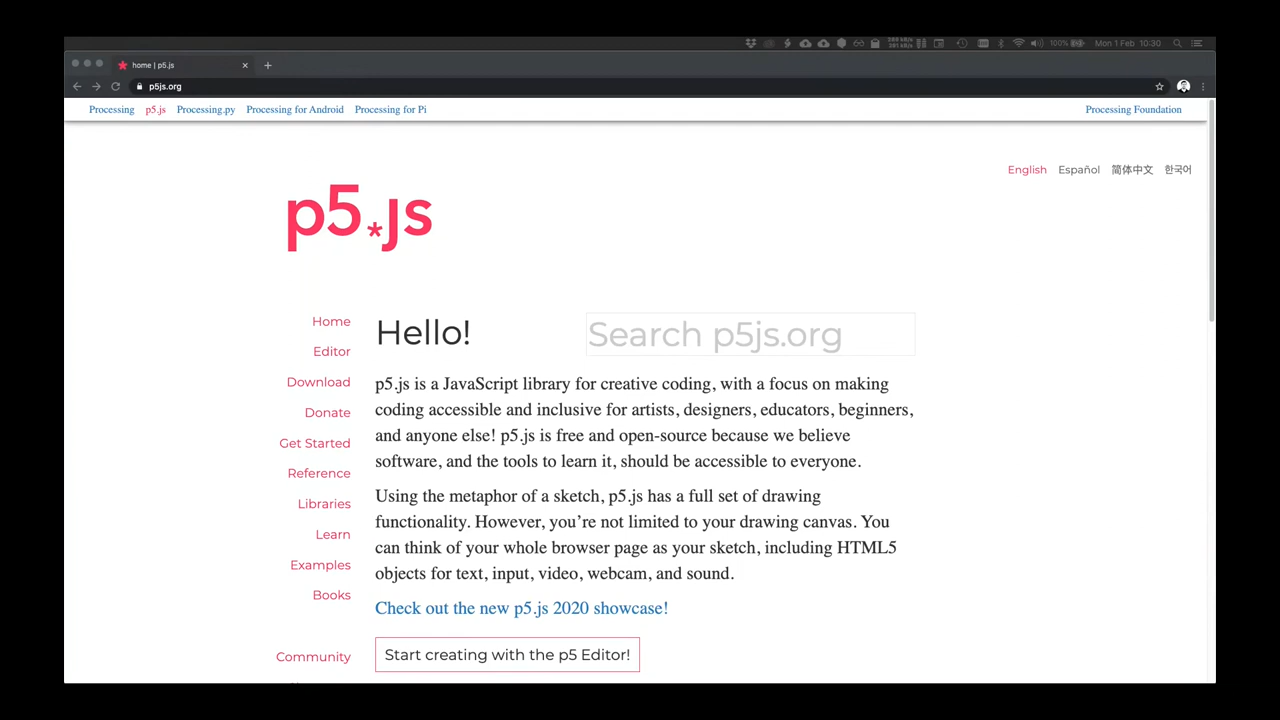 100% Mon 1 Feb 10:30
home | p5.js
p5js.org
Processing p5.js Processing.py Processing for Android Processing for Pi Processing Foundation
English Español 简体中文 한국어
p5.js
Home
Editor
Download
Donate
Get Started
Reference
Libraries
Learn
Examples
Books
Community
Hello!
Search p5js.org
p5.js is a JavaScript library for creative coding, with a focus on making
coding accessible and inclusive for artists, designers, educators, beginners,
and anyone else! p5.js is free and open-source because we believe
software, and the tools to learn it, should be accessible to everyone.
Using the metaphor of a sketch, p5.js has a full set of drawing
functionality. However, you’re not limited to your drawing canvas. You
can think of your whole browser page as your sketch, including HTML5
objects for text, input, video, webcam, and sound.
Check out the new p5.js 2020 showcase!
Start creating with the p5 Editor!